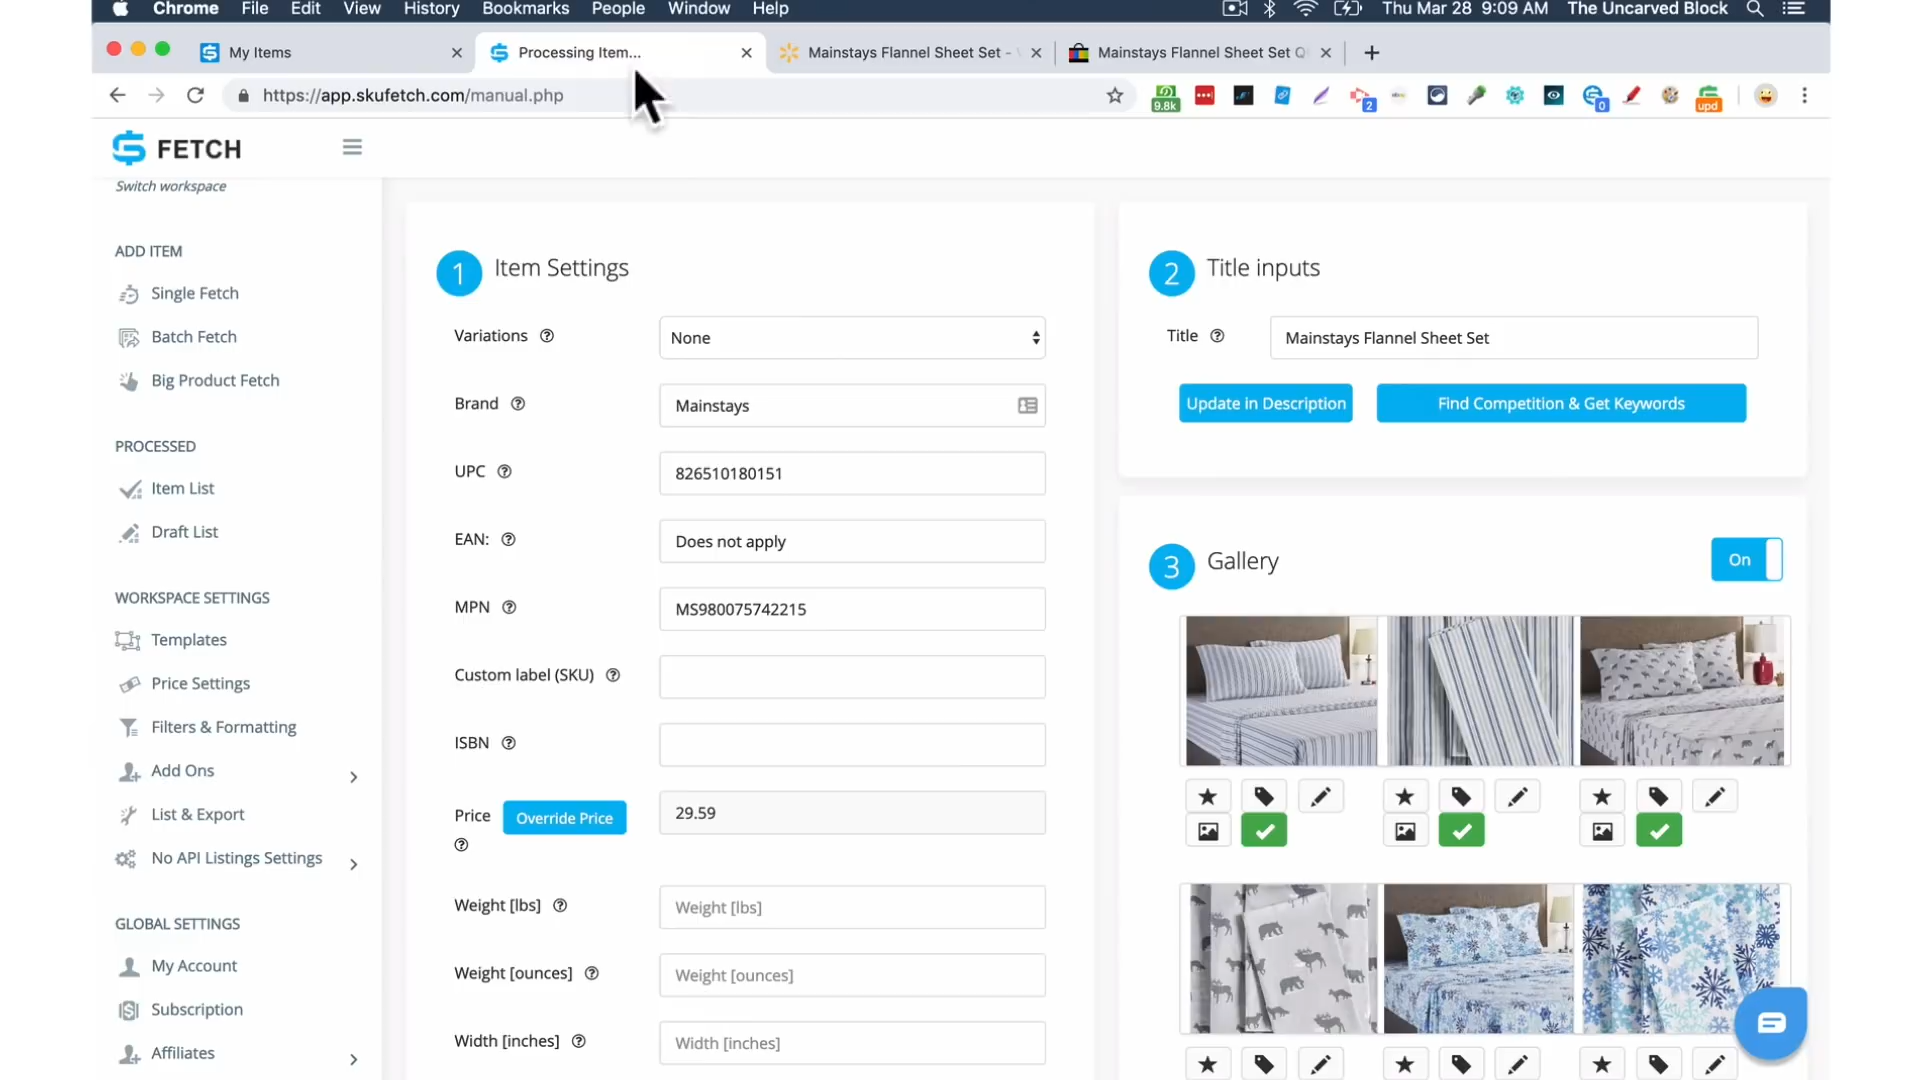 Chrome File Edit View History Bookmarks People Window Help Thu Mar 28 9:09 AM The Uncarved Block
My Items
Processing Item...
Mainstays Flannel Sheet Set -
Mainstays Flannel Sheet Set Q
https://app.skufetch.com/manual.php
9.8k
2
0
upd
FETCH
Switch workspace
ADD ITEM
Single Fetch
Batch Fetch
Big Product Fetch
PROCESSED
Item List
Draft List
WORKSPACE SETTINGS
Templates
Price Settings
Filters & Formatting
Add Ons
List & Export
No API Listings Settings
GLOBAL SETTINGS
My Account
Subscription
Affiliates
1 Item Settings
Variations None
Brand Mainstays
UPC 826510180151
EAN: Does not apply
MPN MS980075742215
Custom label (SKU)
ISBN
Price Override Price 29.59
Weight [lbs] Weight [lbs]
Weight [ounces] Weight [ounces]
Width [inches] Width [inches]
2 Title inputs
Title Mainstays Flannel Sheet Set
Update in Description Find Competition & Get Keywords
3 Gallery On